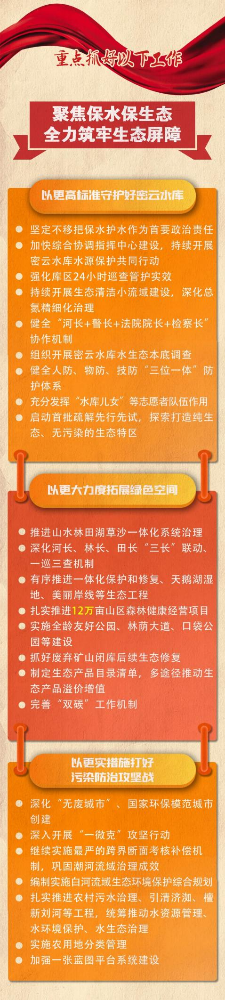 重点抓好以下工作
聚焦保水保生态
全力筑牢生态屏障
以更高标准守护好密云水库
坚定不移把保水护水作为首要政治责任
加快综合协调指挥中心建设，持续开展
密云水库水源保护共同行动
强化库区24小时巡查管护实效
持续开展生态清洁小流域建设，深化总
氮精细化治理
健全“河长+警长+法院院长+检察长”
协作机制
组织开展密云水库水生态本底调查
健全人防、物防、技防“三位一体”防
护体系
充分发挥“水库儿女”等志愿者队伍作用
启动首批疏解先行先试，探索打造纯生
态、无污染的生态特区
以更大力度拓展绿色空间
推进山水林田湖草沙一体化系统治理
深化河长、林长、田长“三长”联动、
一巡三查机制
有序推进一体化保护和修复、天鹅湖湿
地、美丽岸线等生态工程
扎实推进12万亩山区森林健康经营项目
实施全龄友好公园、林荫大道、口袋公
园等建设
抓好废弃矿山闭库后续生态修复
制定生态产品目录清单，多途径推动生
态产品溢价增值
完善“双碳”工作机制
以更实措施打好
污染防治攻坚战
深化“无废城市”、国家环保模范城市
创建
深入开展“一微克”攻坚行动
继续实施最严的跨界断面考核补偿机
制，巩固潮河流域治理成效
编制实施白河流域生态环境保护综合规划
扎实推进农村污水治理、引清济洳、檀
新刘河等工程，统筹推动水资源管理、
水环境保护、水生态治理
实施农用地分类管理
加强一张蓝图平台系统建设